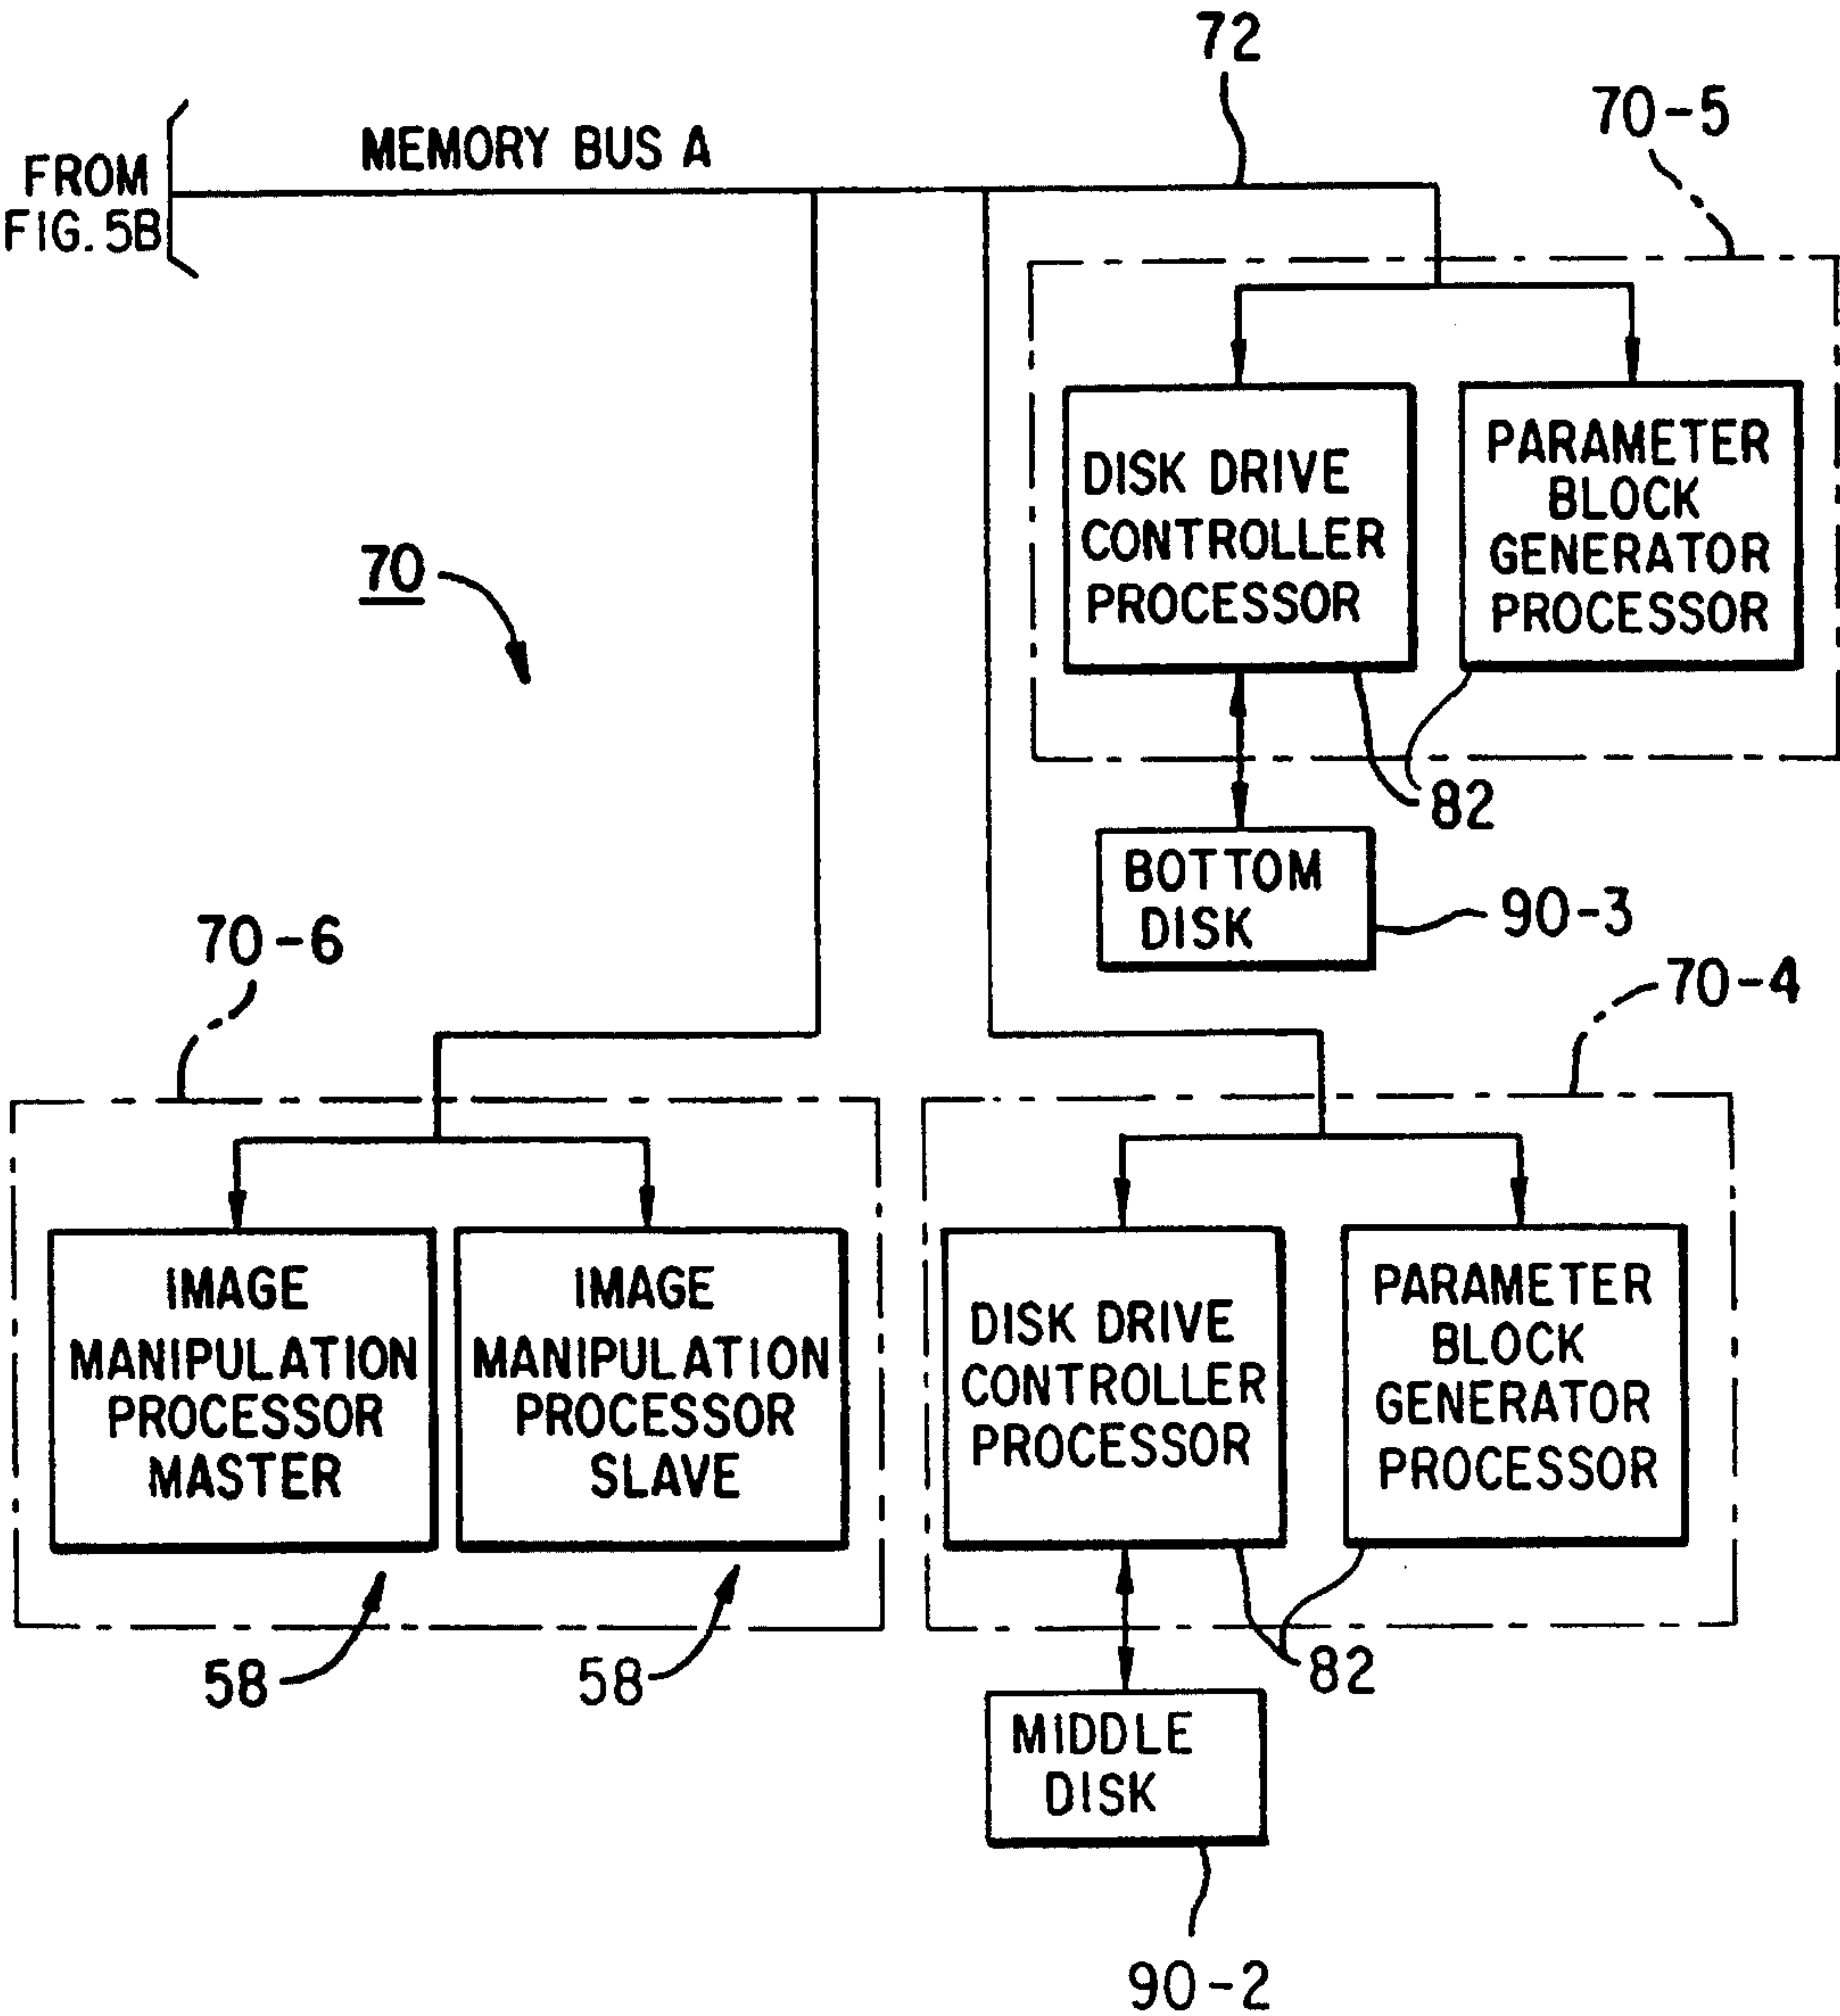 72
70-5
MEMORY BUS A
FROM
FIG. 5B
DISK DRIVE
CONTROLLER
PROCESSOR
PARAMETER
BLOCK
GENERATOR
PROCESSOR
70
82
BOTTOM
DISK
90-3
70-6
70-4
IMAGE
MANIPULATION
PROCESSOR
MASTER
IMAGE
MANIPULATION
PROCESSOR
SLAVE
DISK DRIVE
CONTROLLER
PROCESSOR
PARAMETER
BLOCK
GENERATOR
PROCESSOR
58
58
82
MIDDLE
DISK
90-2